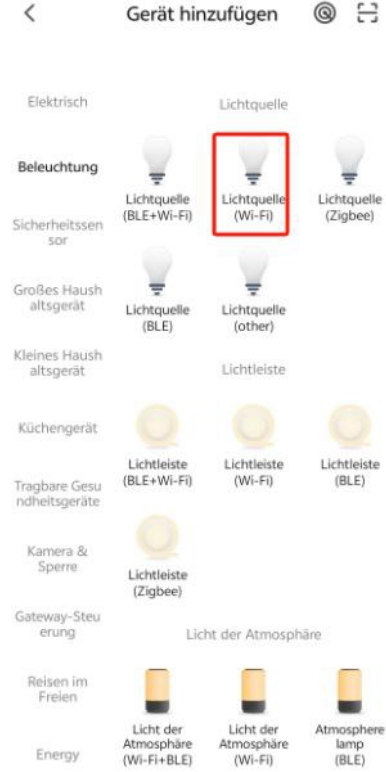 Gerät hinzufügen
Elektrisch
Beleuchtung
Sicherheitssen
sor
Großes Haush
altsgerät
Kleines Haush
altsgerät
Küchengerät
Tragbare Gesu
ndheitsgeräte
Kamera &
Sperre
Gateway-Steu
erung
Reisen im
Freien
Energy
Lichtquelle
Lichtquelle
(BLE+Wi-Fi)
Lichtquelle
(Wi-Fi)
Lichtquelle
(Zigbee)
Lichtquelle
(BLE)
Lichtquelle
(other)
Lichtleiste
Lichtleiste
(BLE+Wi-Fi)
Lichtleiste
(Wi-Fi)
Lichtleiste
(BLE)
Lichtleiste
(Zigbee)
Licht der Atmosphäre
Licht der
Atmosphäre
(Wi-Fi+BLE)
Licht der
Atmosphäre
(Wi-Fi)
Atmosphere
lamp
(BLE)